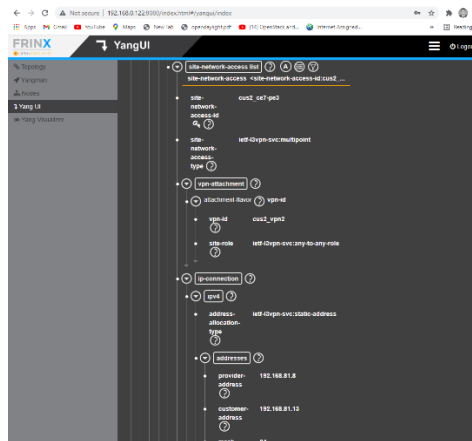 Not secure | 192.168.0.122:8080/index.html#/yangui/index
Apps Gmail YouTube Maps New Tab opendaylight.pdf (14) OpenStack and... Internet Assigned... Reading
FRINX YangUI Logo
Topology
Yangman
Nodes
Yang UI
Yang Visualizer
site-network-access list
site-network-access <site-network-access-id:cus2_...
site-network-access-id cus2_ce7-pe3
site-network-access-type ietf-l3vpn-svc:multipoint
vpn-attachment
attachment-flavor vpn-id
vpn-id cus2_vpn2
site-role ietf-l3vpn-svc:any-to-any-role
ip-connection
ipv4
address-allocation-type ietf-l3vpn-svc:static-address
addresses
provider-address 192.168.81.8
customer-address 192.168.81.13